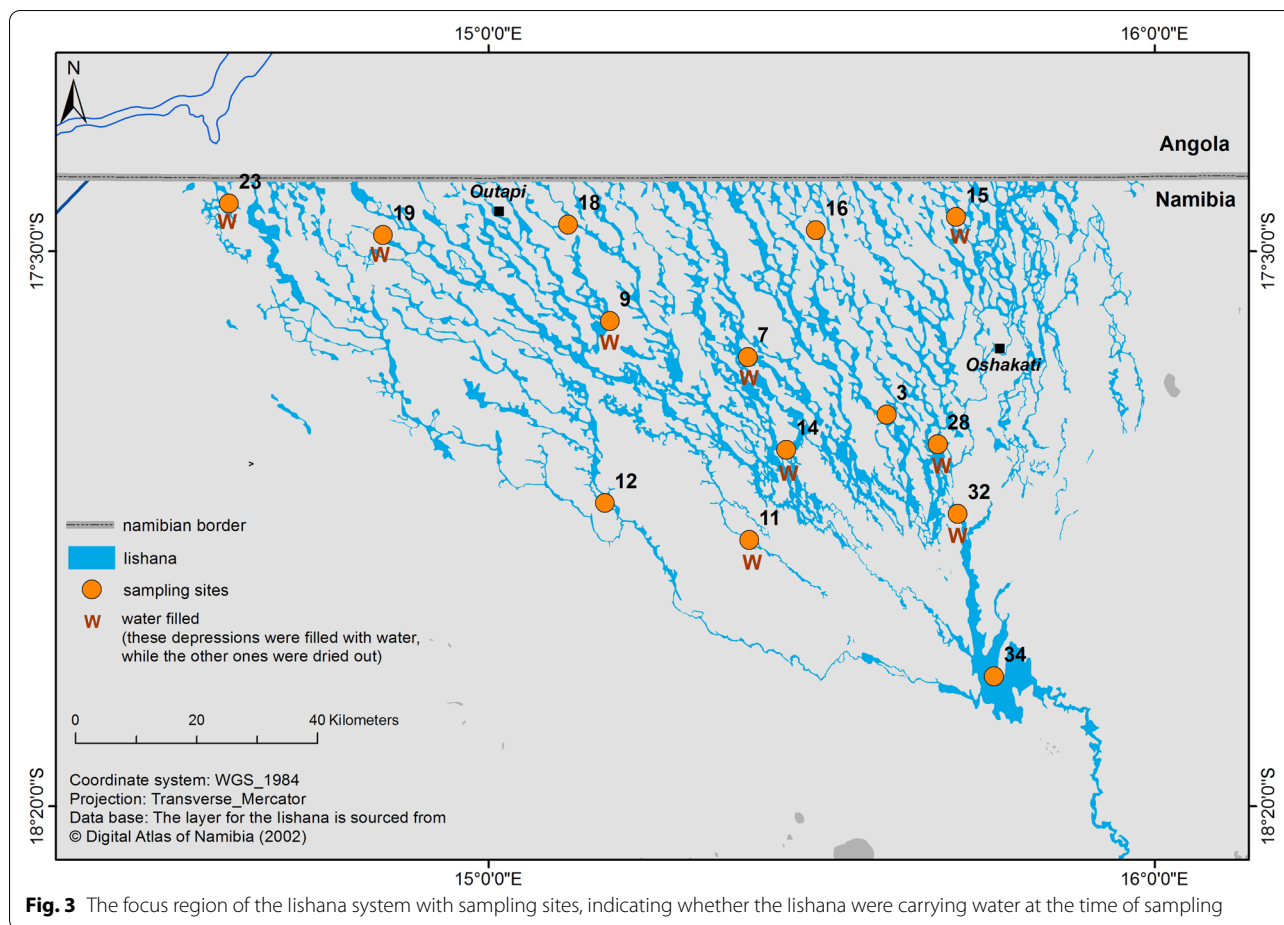 15°0'0"E
16°0'0"E
N
Angola
Namibia
23
W
19
W
Outapi
18
16
15
W
17°30'0"S
17°30'0"S
9
W
7
W
Oshakati
3
28
W
14
W
12
11
W
32
W
34
namibian border
lishana
sampling sites
W
water filled
(these depressions were filled with water,
while the other ones were dried out)
0
20
40 Kilometers
Coordinate system: WGS_1984
Projection: Transverse_Mercator
Data base: The layer for the lishana is sourced from
© Digital Atlas of Namibia (2002)
18°20'0"S
18°20'0"S
15°0'0"E
16°0'0"E
Fig. 3 The focus region of the lishana system with sampling sites, indicating whether the lishana were carrying water at the time of sampling